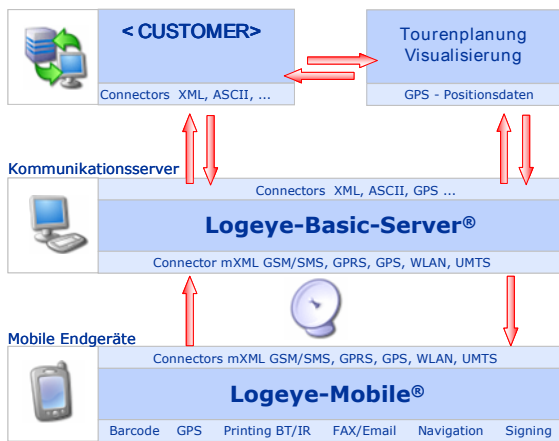 < CUSTOMER>
Connectors XML, ASCII, ...
Tourenplanung
Visualisierung
GPS - Positionsdaten
Kommunikationsserver
Connectors XML, ASCII, GPS ...
Logeye-Basic-Server®
Connector mXML GSM/SMS, GPRS, GPS, WLAN, UMTS
Mobile Endgeräte
Connectors mXML GSM/SMS, GPRS, GPS, WLAN, UMTS
Logeye-Mobile®
Barcode GPS Printing BT/IR FAX/Email Navigation Signing